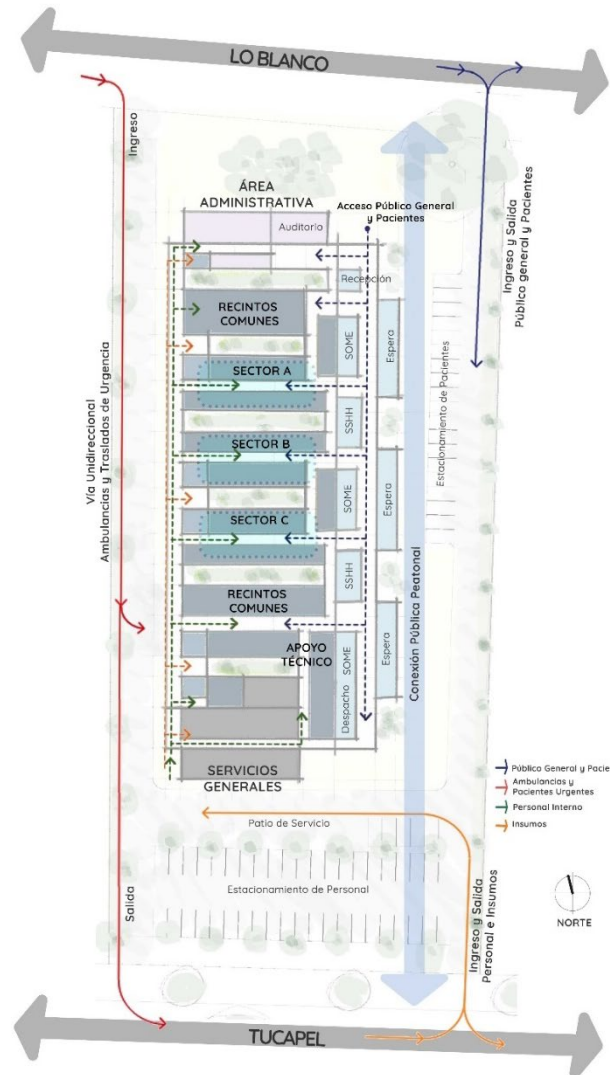 LO BLANCO
Ingreso
ÁREA
ADMINISTRATIVA
Auditorio
Acceso Público General
y Pacientes
Recepción
Ingreso y Salida
Público general y Pacientes
RECINTOS
COMUNES
SOME
Espera
SECTOR A
SSHH
Estacionamiento de Pacientes
Vía Unidireccional
Ambulancias y Traslados de Urgencia
SECTOR B
SOME
Espera
SECTOR C
SSHH
RECINTOS
COMUNES
Conexión Pública Peatonal
APOYO
TÉCNICO
SOME
Despacho
Espera
SERVICIOS
GENERALES
Público General y Pacie
Ambulancias y
Pacientes Urgentes
Personal Interno
Insumos
Patio de Servicio
Estacionamiento de Personal
Salida
Ingreso y Salida
Personal e Insumos
NORTE
TUCAPEL